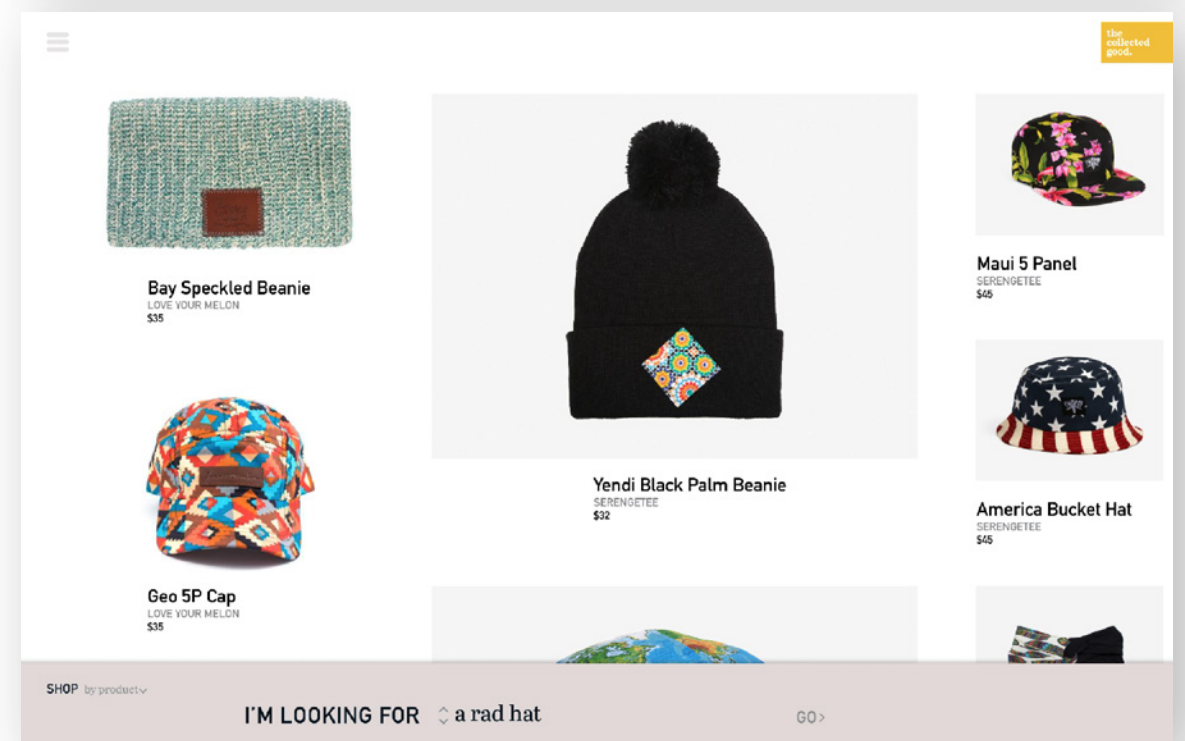 the
collected
good.
Bay Speckled Beanie
LOVE YOUR MELON
$35
Geo 5P Cap
LOVE YOUR MELON
$35
Yendi Black Palm Beanie
SERENGETEE
$32
Maui 5 Panel
SERENGETEE
$45
America Bucket Hat
SERENGETEE
$45
SHOP by product
I'M LOOKING FOR a rad hat
GO >